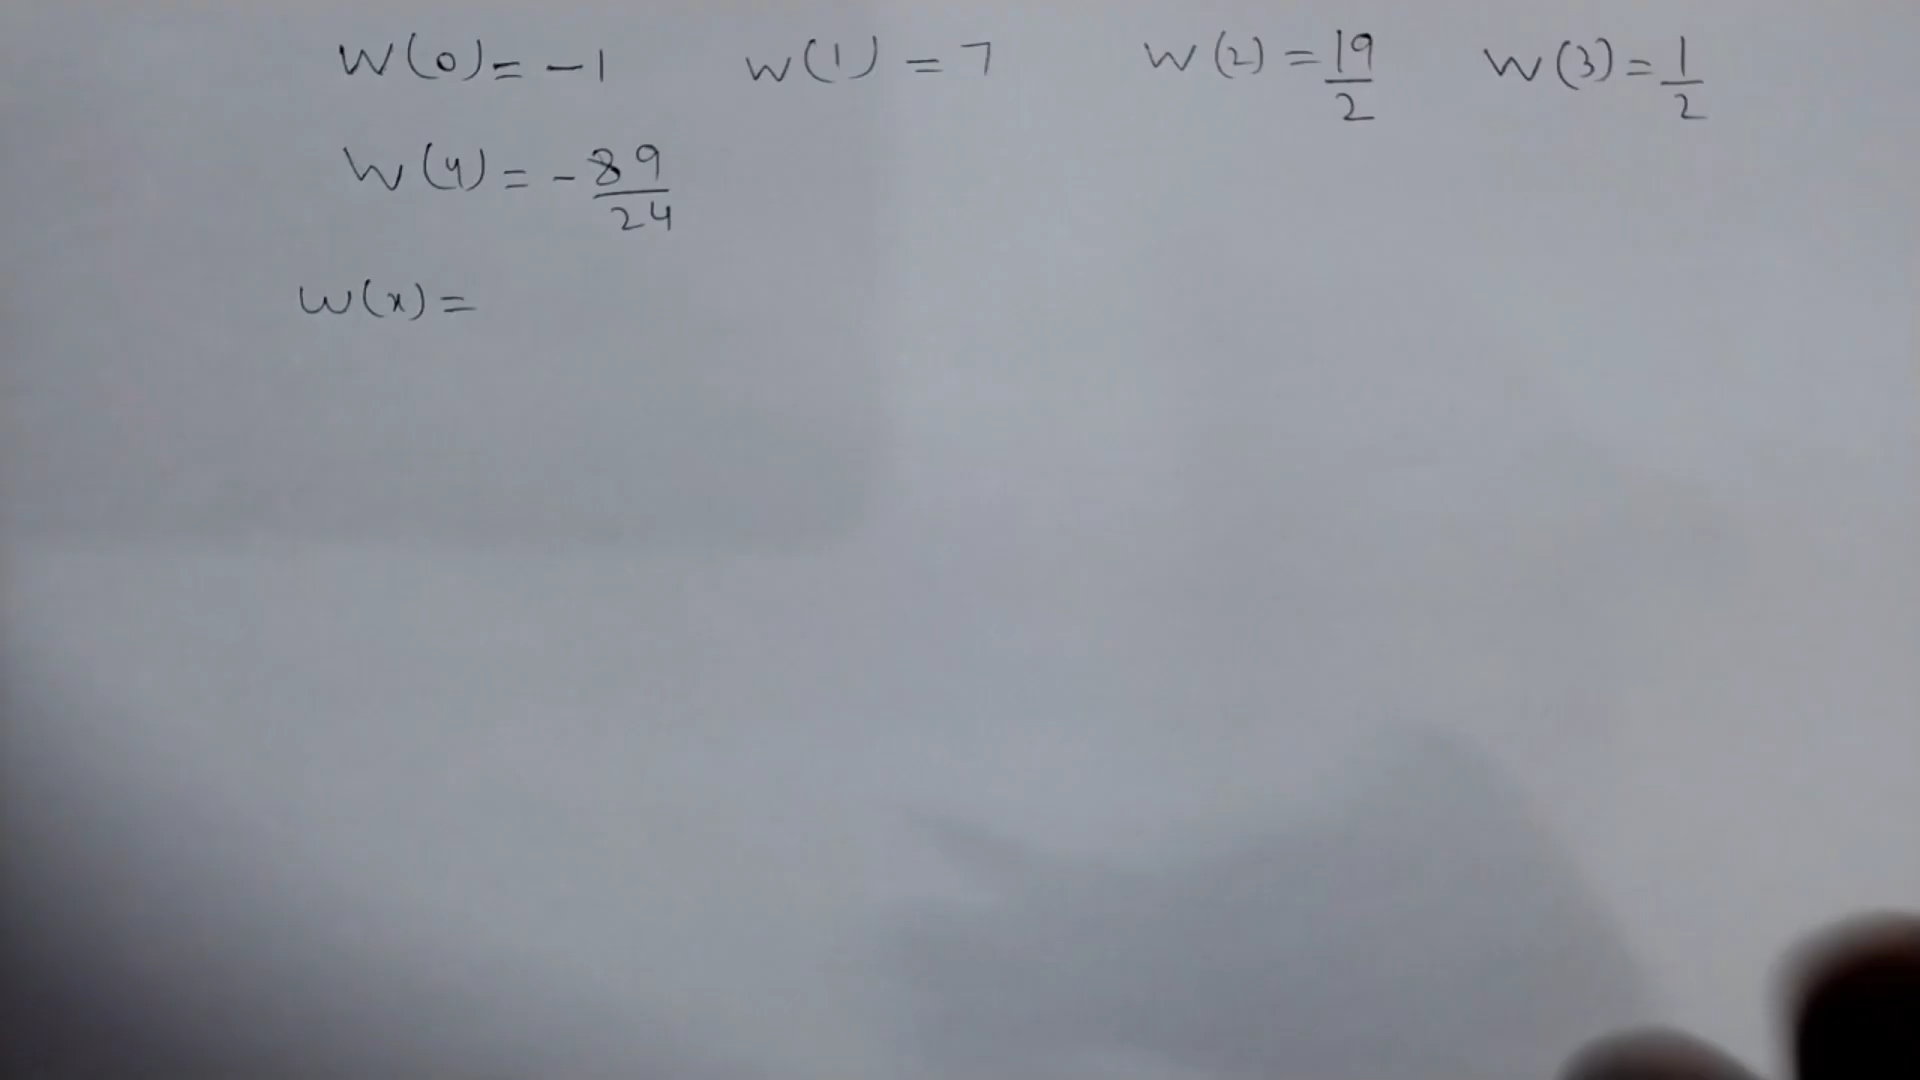 W(0) = -1 W(1) = 7 W(2) = 19/2 W(3) = 1/2
W(4) = -89/24
W(x) =